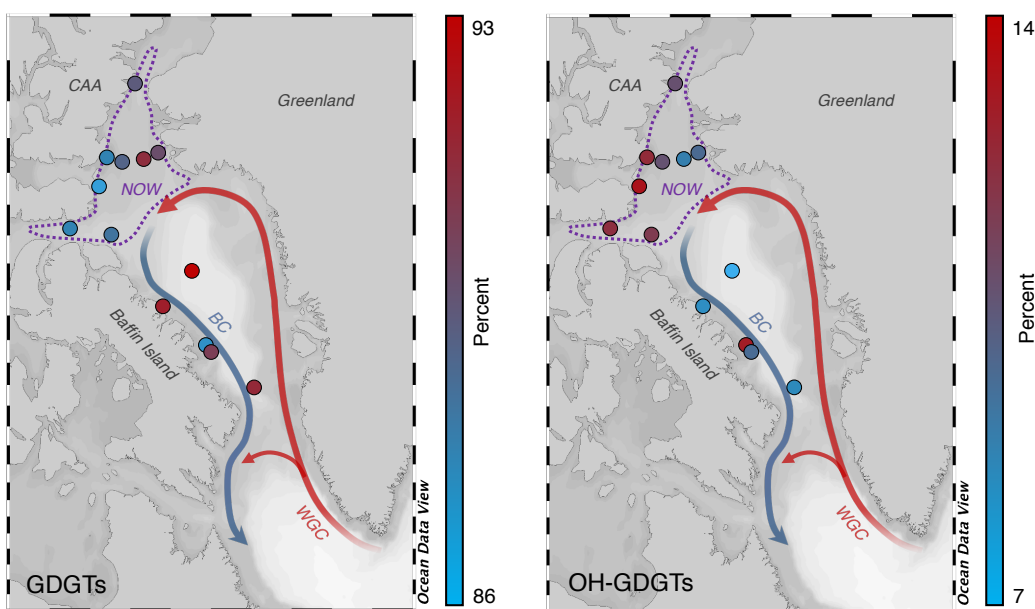 CAA
Greenland
NOW
BC
Baffin Island
WGC
GDGTs
Ocean Data View
93
Percent
86
CAA
Greenland
NOW
BC
Baffin Island
WGC
OH-GDGTs
Ocean Data View
14
Percent
7